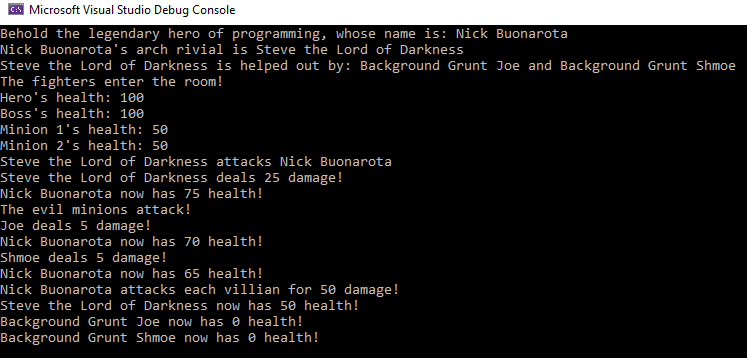 C:\ Microsoft Visual Studio Debug Console
Behold the legendary hero of programming, whose name is: Nick Buonarota
Nick Buonarota's arch rivial is Steve the Lord of Darkness
Steve the Lord of Darkness is helped out by: Background Grunt Joe and Background Grunt Shmoe
The fighters enter the room!
Hero's health: 100
Boss's health: 100
Minion 1's health: 50
Minion 2's health: 50
Steve the Lord of Darkness attacks Nick Buonarota
Steve the Lord of Darkness deals 25 damage!
Nick Buonarota now has 75 health!
The evil minions attack!
Joe deals 5 damage!
Nick Buonarota now has 70 health!
Shmoe deals 5 damage!
Nick Buonarota now has 65 health!
Nick Buonarota attacks each villian for 50 damage!
Steve the Lord of Darkness now has 50 health!
Background Grunt Joe now has 0 health!
Background Grunt Shmoe now has 0 health!